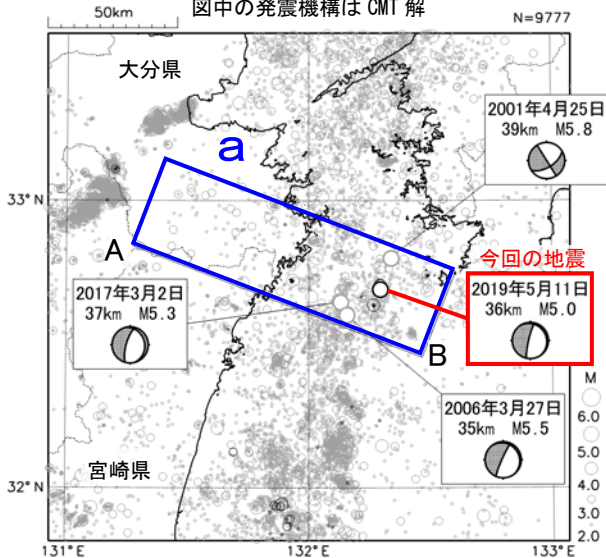 図中の発震機構は CMT 解
50km
N=9777
大分県
2001年4月25日
39km M5.8
a
33°N
A
今回の地震
2019年5月11日
36km M5.0
2017年3月2日
37km M5.3
B
M
6.0
5.0
4.0
3.0
2.0
2006年3月27日
35km M5.5
宮崎県
32°N
131°E
132°E
133°E